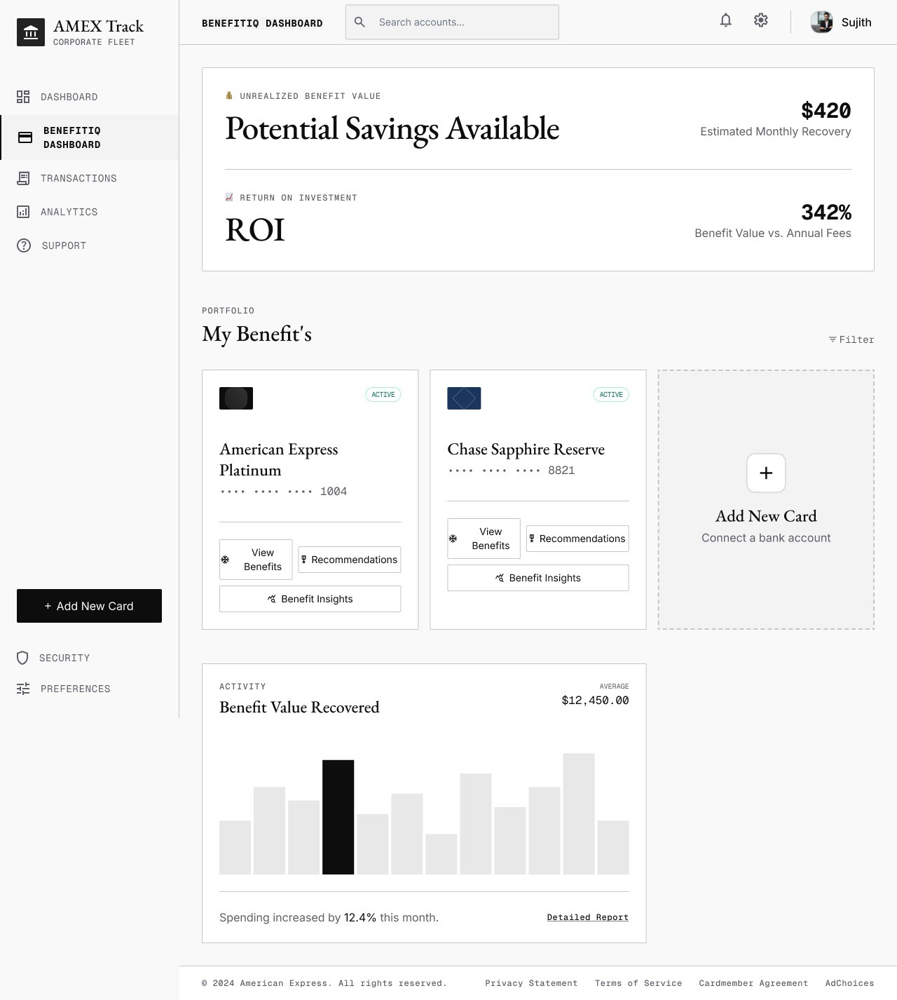 AMEX Track
CORPORATE FLEET
BENEFITIQ DASHBOARD
Search accounts...
Sujith
DASHBOARD
BENEFITIQ
DASHBOARD
TRANSACTIONS
ANALYTICS
SUPPORT
+ Add New Card
SECURITY
PREFERENCES
UNREALIZED BENEFIT VALUE
Potential Savings Available
$420
Estimated Monthly Recovery
RETURN ON INVESTMENT
ROI
342%
Benefit Value vs. Annual Fees
PORTFOLIO
My Benefit's
Filter
ACTIVE
American Express
Platinum
•••• •••• •••• 1004
View
Benefits
Recommendations
Benefit Insights
ACTIVE
Chase Sapphire Reserve
•••• •••• •••• 8821
View
Benefits
Recommendations
Benefit Insights
Add New Card
Connect a bank account
ACTIVITY
Benefit Value Recovered
AVERAGE
$12,450.00
Spending increased by 12.4% this month.
Detailed Report
© 2024 American Express. All rights reserved.
Privacy Statement
Terms of Service
Cardmember Agreement
AdChoices